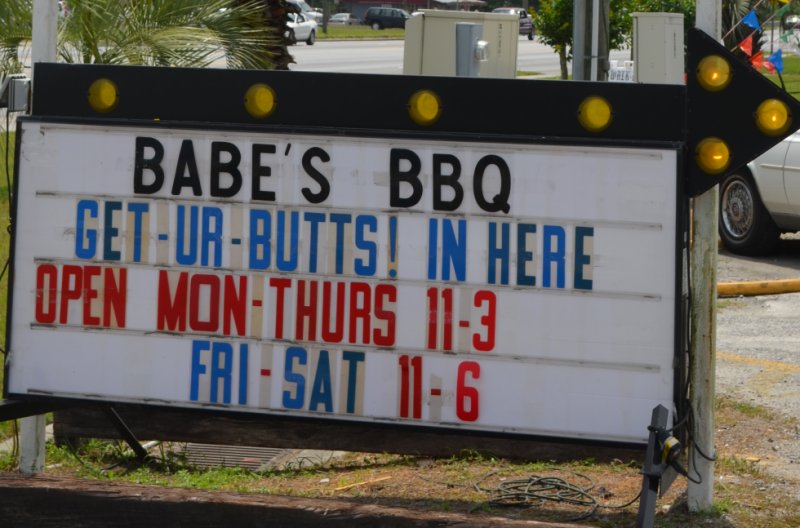 BABE'S BBQ
GET-UR-BUTTS! IN HERE
OPEN MON-THURS 11-3
FRI-SAT 11-6